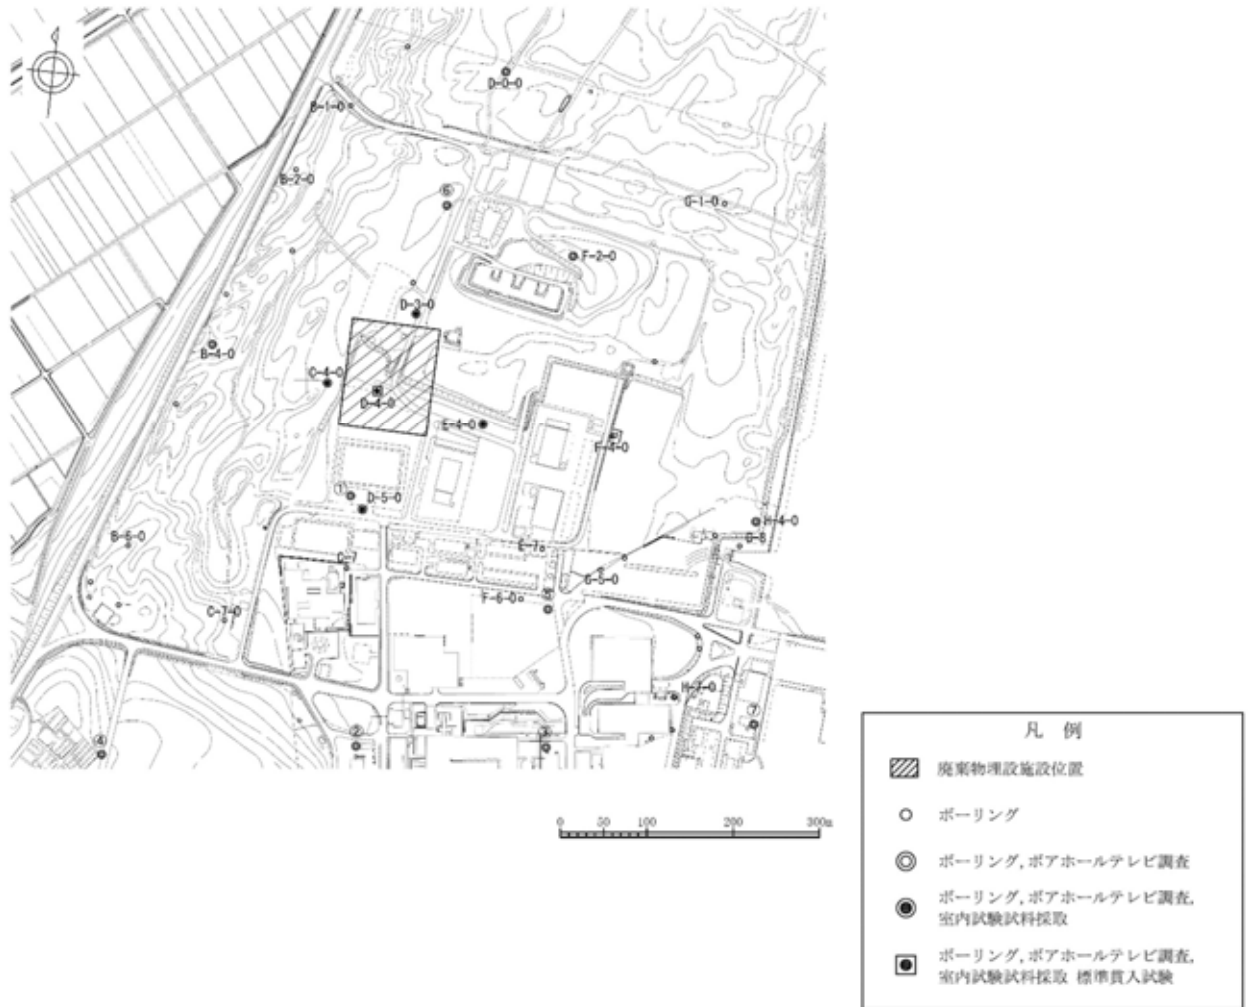 D-0-0
B-1-0
B-2-0
⑥
G-1-0
F-2-0
D-3-0
B-4-0
C-4-0
D-4-0
E-4-0
F-4-0
①
D-5-0
H-4-0
G-8
B-6-0
E-7
C-7
G-5-0
F-6-0
C-7-0
H-7-0
⑦
②
③
④
0 50 100 200 300m
凡 例
廃棄物埋設施設位置
ボーリング
ボーリング,ボアホールテレビ調査
ボーリング,ボアホールテレビ調査,
室内試験試料採取
ボーリング,ボアホールテレビ調査,
室内試験試料採取 標準貫入試験